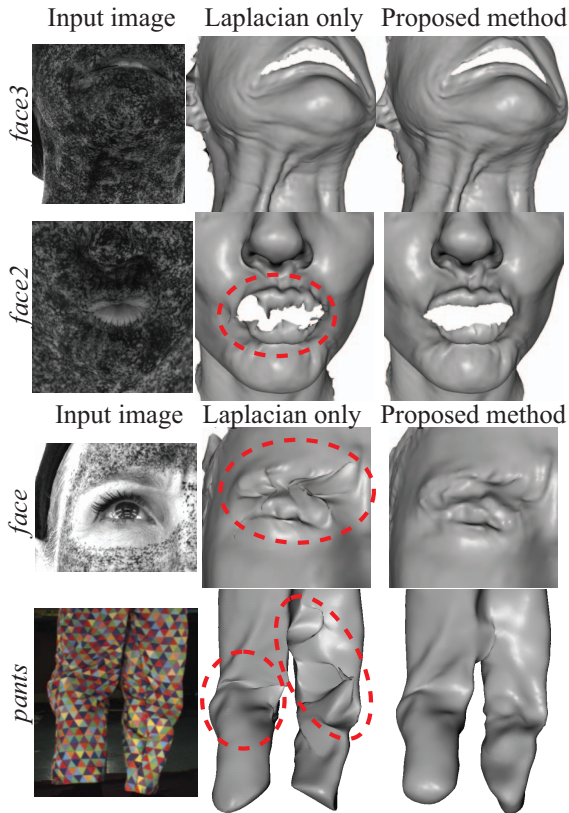 Input image Laplacian only Proposed method
face3
face2
Input image Laplacian only Proposed method
face
pants